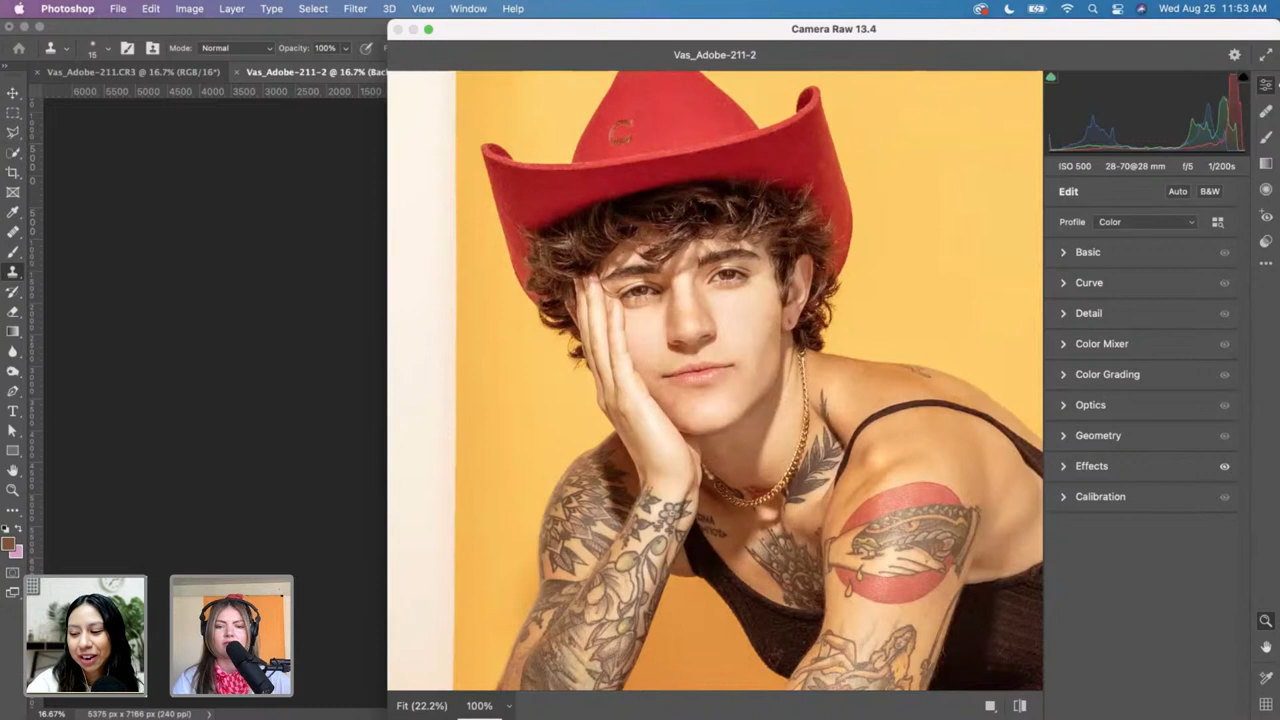 Photoshop File Edit Image Layer Type Select Filter 3D View Window Help Wed Aug 25 11:53 AM
Camera Raw 13.4
15 Mode: Normal Opacity: 100%
Vas_Adobe-211-2
Vas_Adobe-211.CR3 @ 16.7% (RGB/16*) Vas_Adobe-211-2 @ 16.7% (Bac
6000 5500 5000 4500 4000 3500 3000 2500 2000 1500
G
ISO 500 28-70@28 mm f/5 1/200s
Edit Auto B&W
Profile Color
Basic
Curve
Detail
Color Mixer
Color Grading
Optics
Geometry
Effects
Calibration
Fit (22.2%) 100%
16.67% 5375 px x 7166 px (240 ppi)